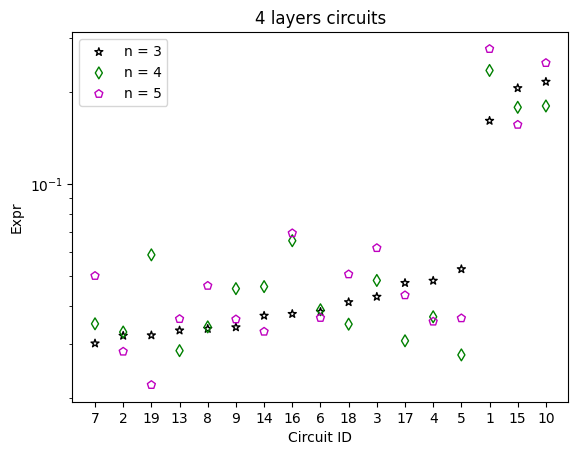 4 layers circuits
n = 3
n = 4
n = 5
Expr
10⁻¹
7 2 19 13 8 9 14 16 6 18 3 17 4 5 1 15 10
Circuit ID